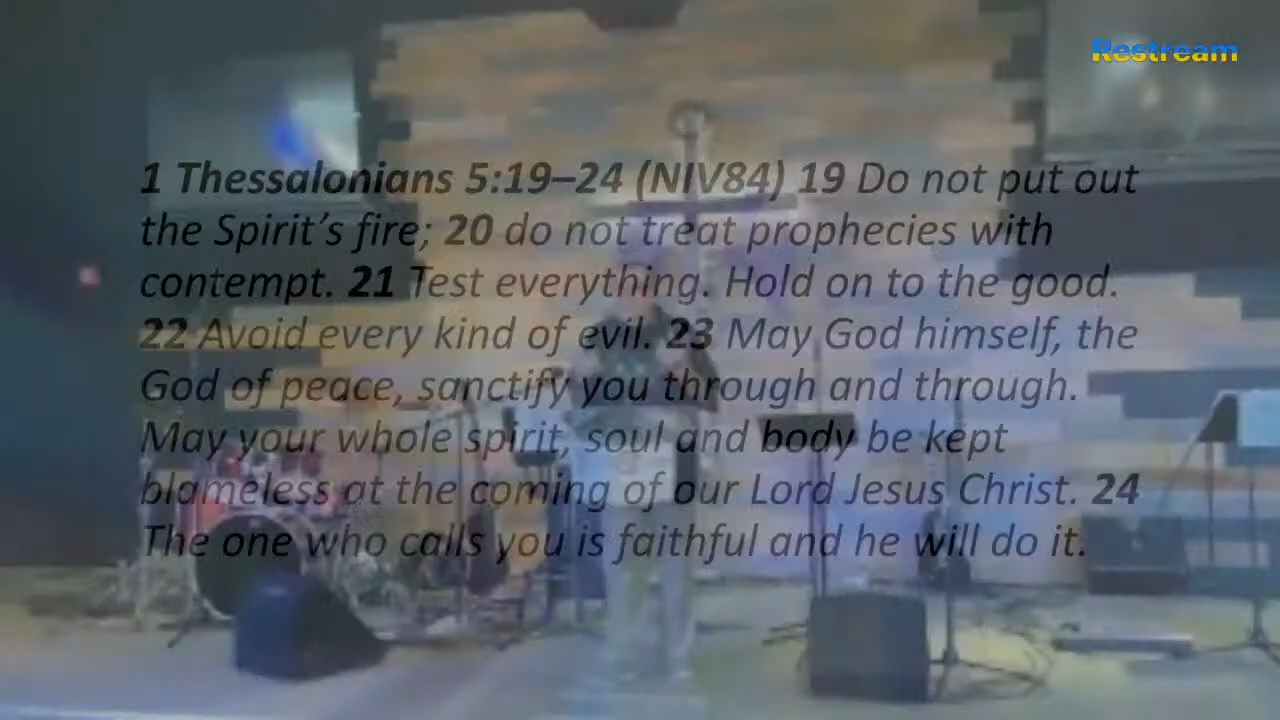 Restream
1 Thessalonians 5:19–24 (NIV84) 19 Do not put out
the Spirit’s fire; 20 do not treat prophecies with
contempt. 21 Test everything. Hold on to the good.
22 Avoid every kind of evil. 23 May God himself, the
God of peace, sanctify you through and through.
May your whole spirit, soul and body be kept
blameless at the coming of our Lord Jesus Christ. 24
The one who calls you is faithful and he will do it.